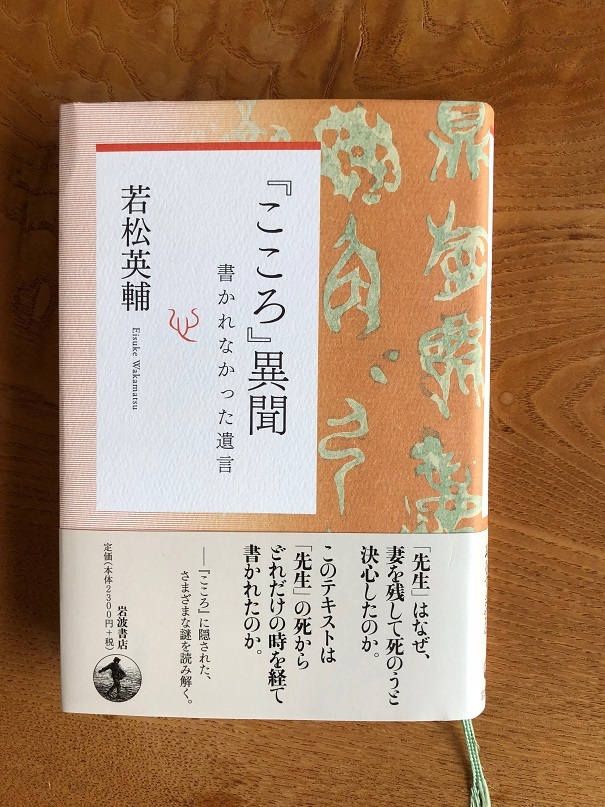 『こころ』異聞
書かれなかった遺言
若松英輔
Eisuke Wakamatsu
「先生」はなぜ、
妻を残して死のうと
決心したのか。
このテキストは
「先生」の死から
どれだけの時を経て
書かれたのか。
―『こころ』に隠された、
さまざまな謎を読み解く。
岩波書店
定価(本体2300円+税)